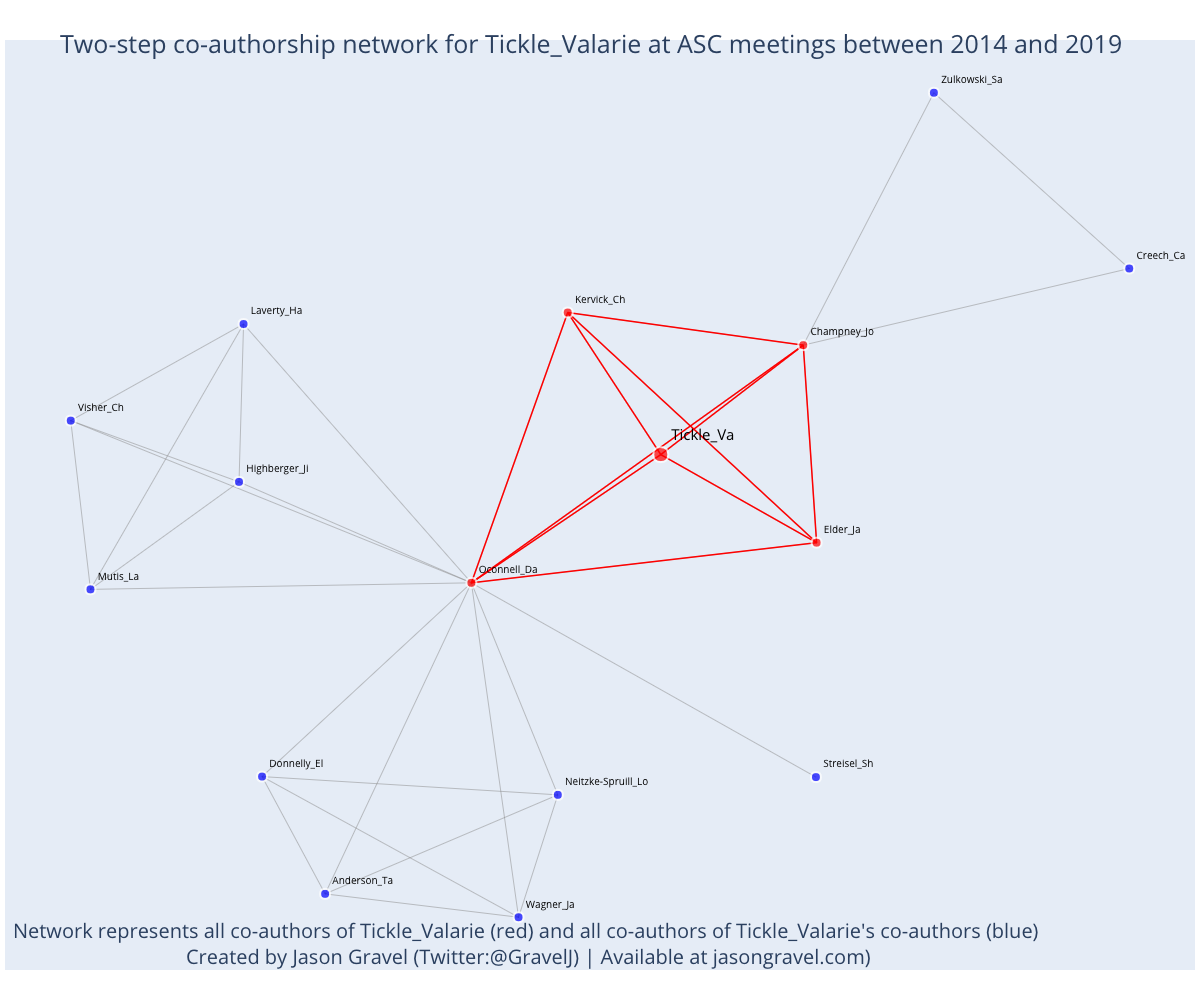 Two-step co-authorship network for Tickle_Valarie at ASC meetings between 2014 and 2019
Zulkowski_Sa
Creech_Ca
Kervick_Ch
Laverty_Ha
Champney_Jo
Visher_Ch
Tickle_Va
Highberger_Ji
Elder_Ja
Oconnell_Da
Mutis_La
Donnelly_El
Streisel_Sh
Neitzke-Spruill_Lo
Anderson_Ta
Wagner_Ja
Network represents all co-authors of Tickle_Valarie (red) and all co-authors of Tickle_Valarie's co-authors (blue)
Created by Jason Gravel (Twitter:@GravelJ) | Available at jasongravel.com)